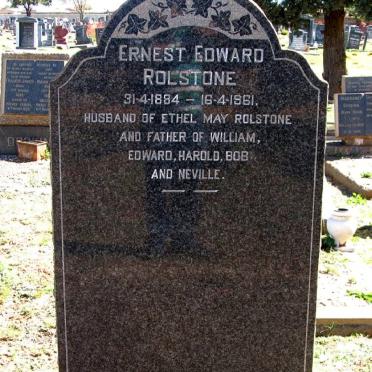 ERNEST EDWARD
ROLSTONE
31-4-1884 - 16-4-1961.
HUSBAND OF ETHEL MAY ROLSTONE
AND FATHER OF WILLIAM,
EDWARD, HAROLD, BOB
AND NEVILLE.